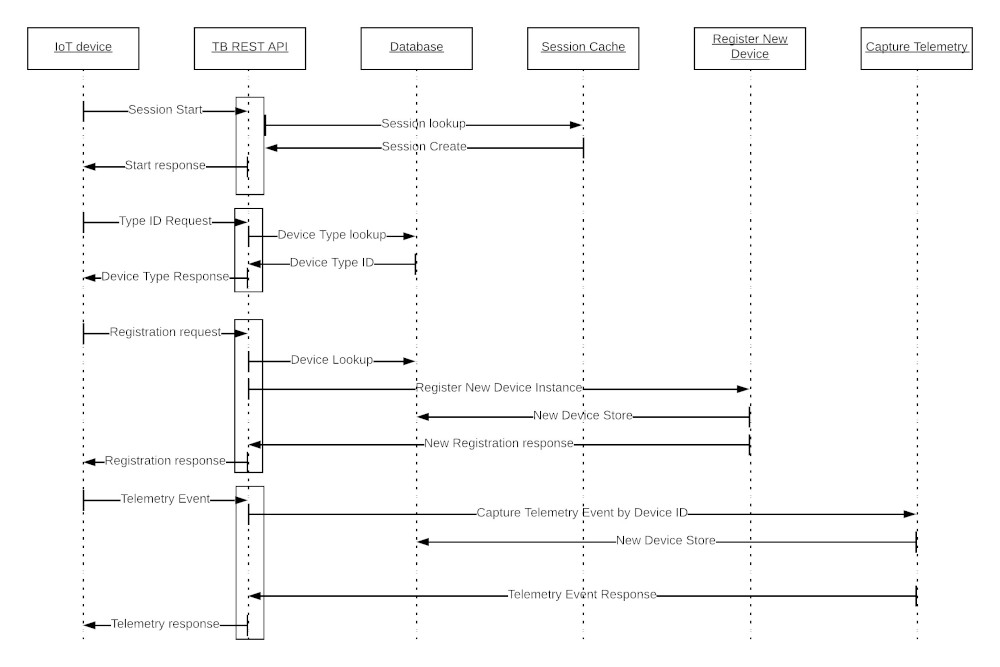 IoT device
TB REST API
Database
Session Cache
Register New
Device
Capture Telemetry
Session Start
Session lookup
Session Create
Start response
Type ID Request
Device Type lookup
Device Type ID
Device Type Response
Registration request
Device Lookup
Register New Device Instance
New Device Store
New Registration response
Registration response
Telemetry Event
Capture Telemetry Event by Device ID
New Device Store
Telemetry Event Response
Telemetry response